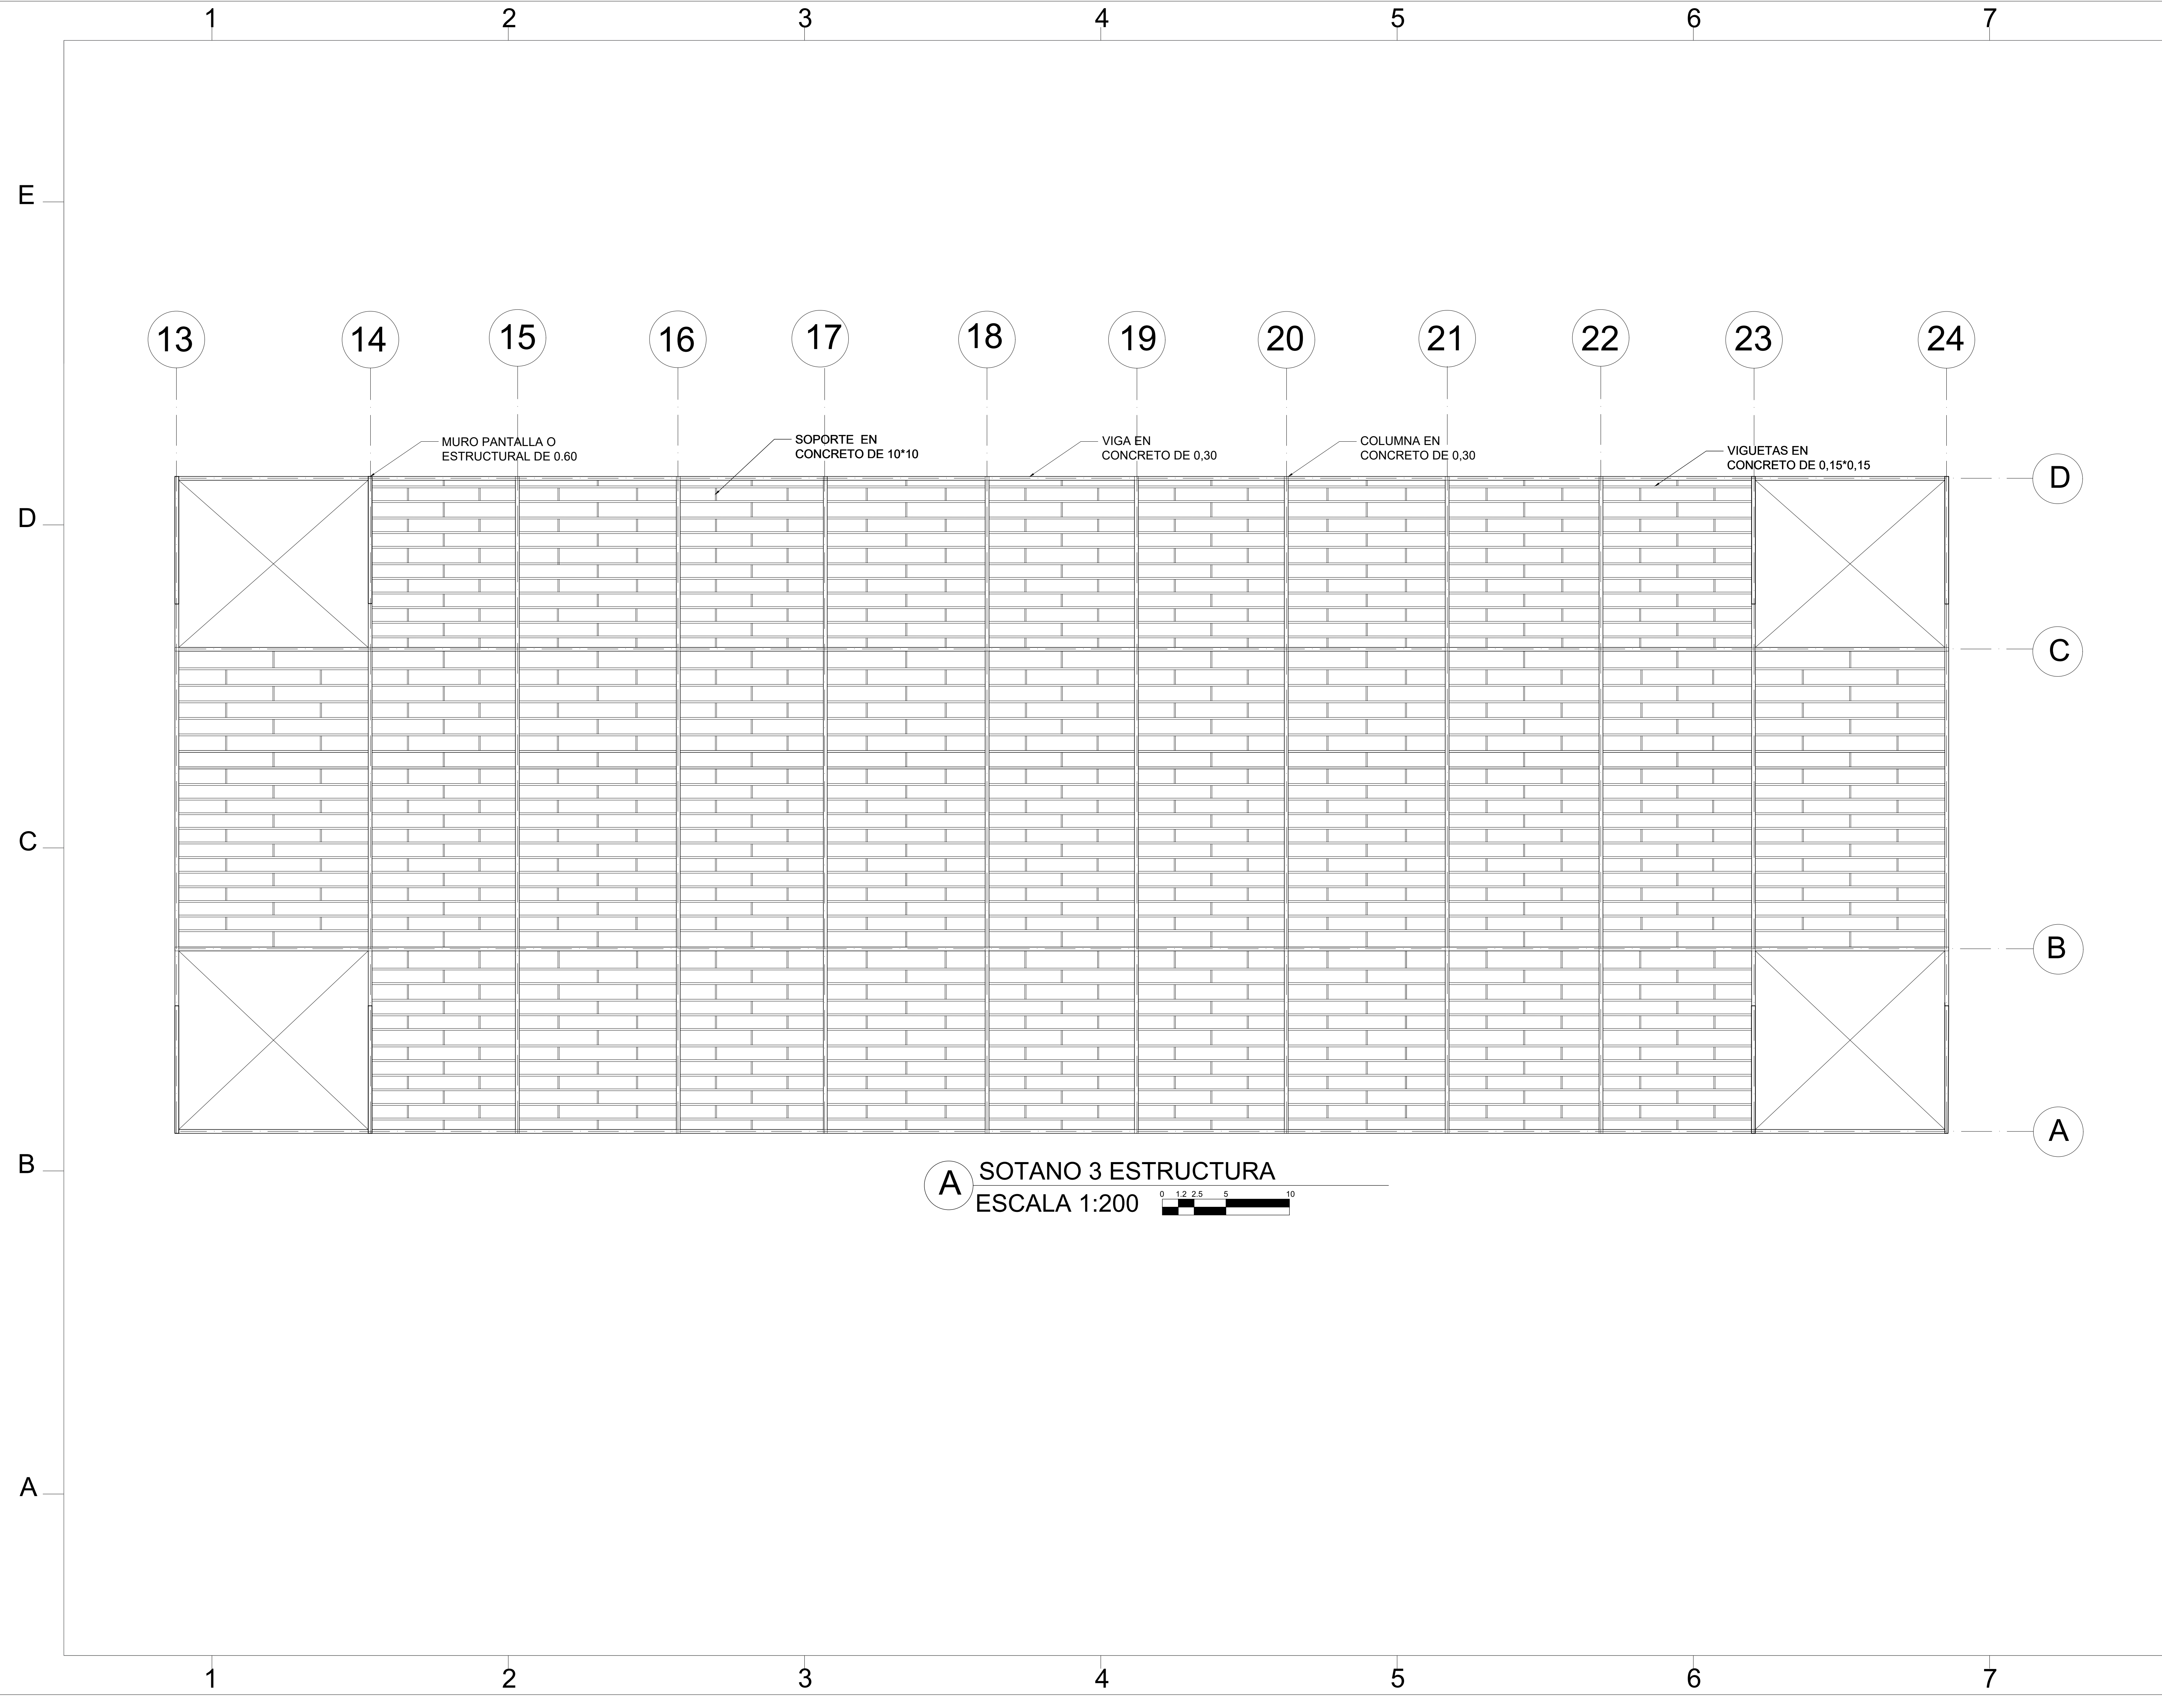 1 2 3 4 5 6 7
E
13 14 15 16 17 18 19 20 21 22 23 24
MURO PANTALLA O
ESTRUCTURAL DE 0.60
SOPORTE EN
CONCRETO DE 10*10
VIGA EN
CONCRETO DE 0,30
COLUMNA EN
CONCRETO DE 0,30
VIGUETAS EN
CONCRETO DE 0,15*0,15
D
D
C
C
B
A
B
A SOTANO 3 ESTRUCTURA
ESCALA 1:200
0 1.2 2.5 5 10
A
1 2 3 4 5 6 7